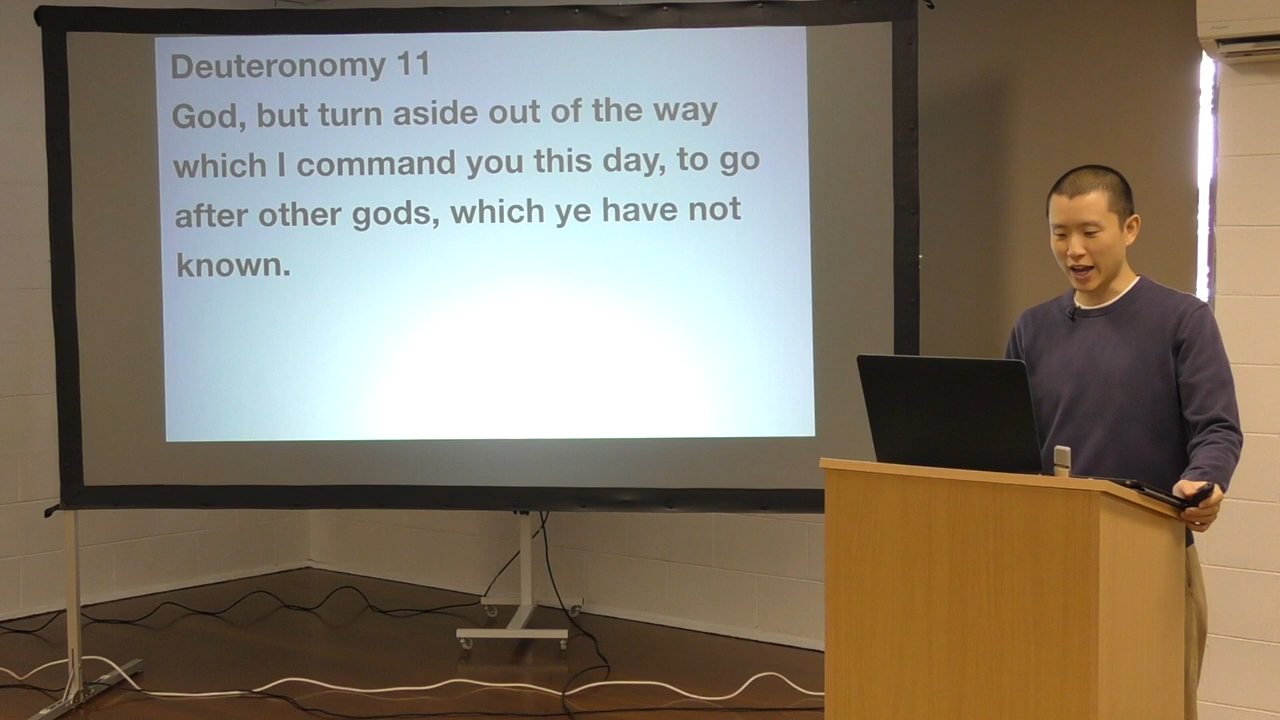 Deuteronomy 11
God, but turn aside out of the way
which I command you this day, to go
after other gods, which ye have not
known.